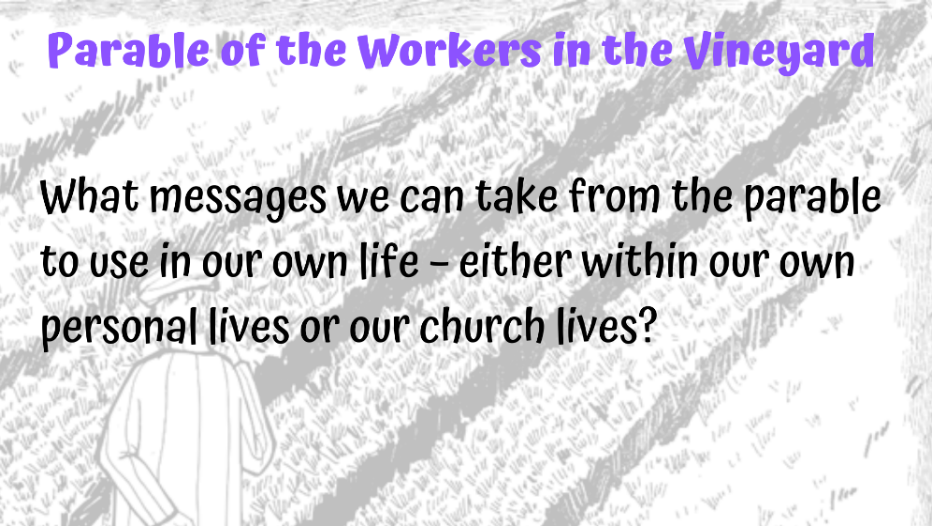 Parable of the Workers in the Vineyard
What messages we can take from the parable
to use in our own life – either within our own
personal lives or our church lives?